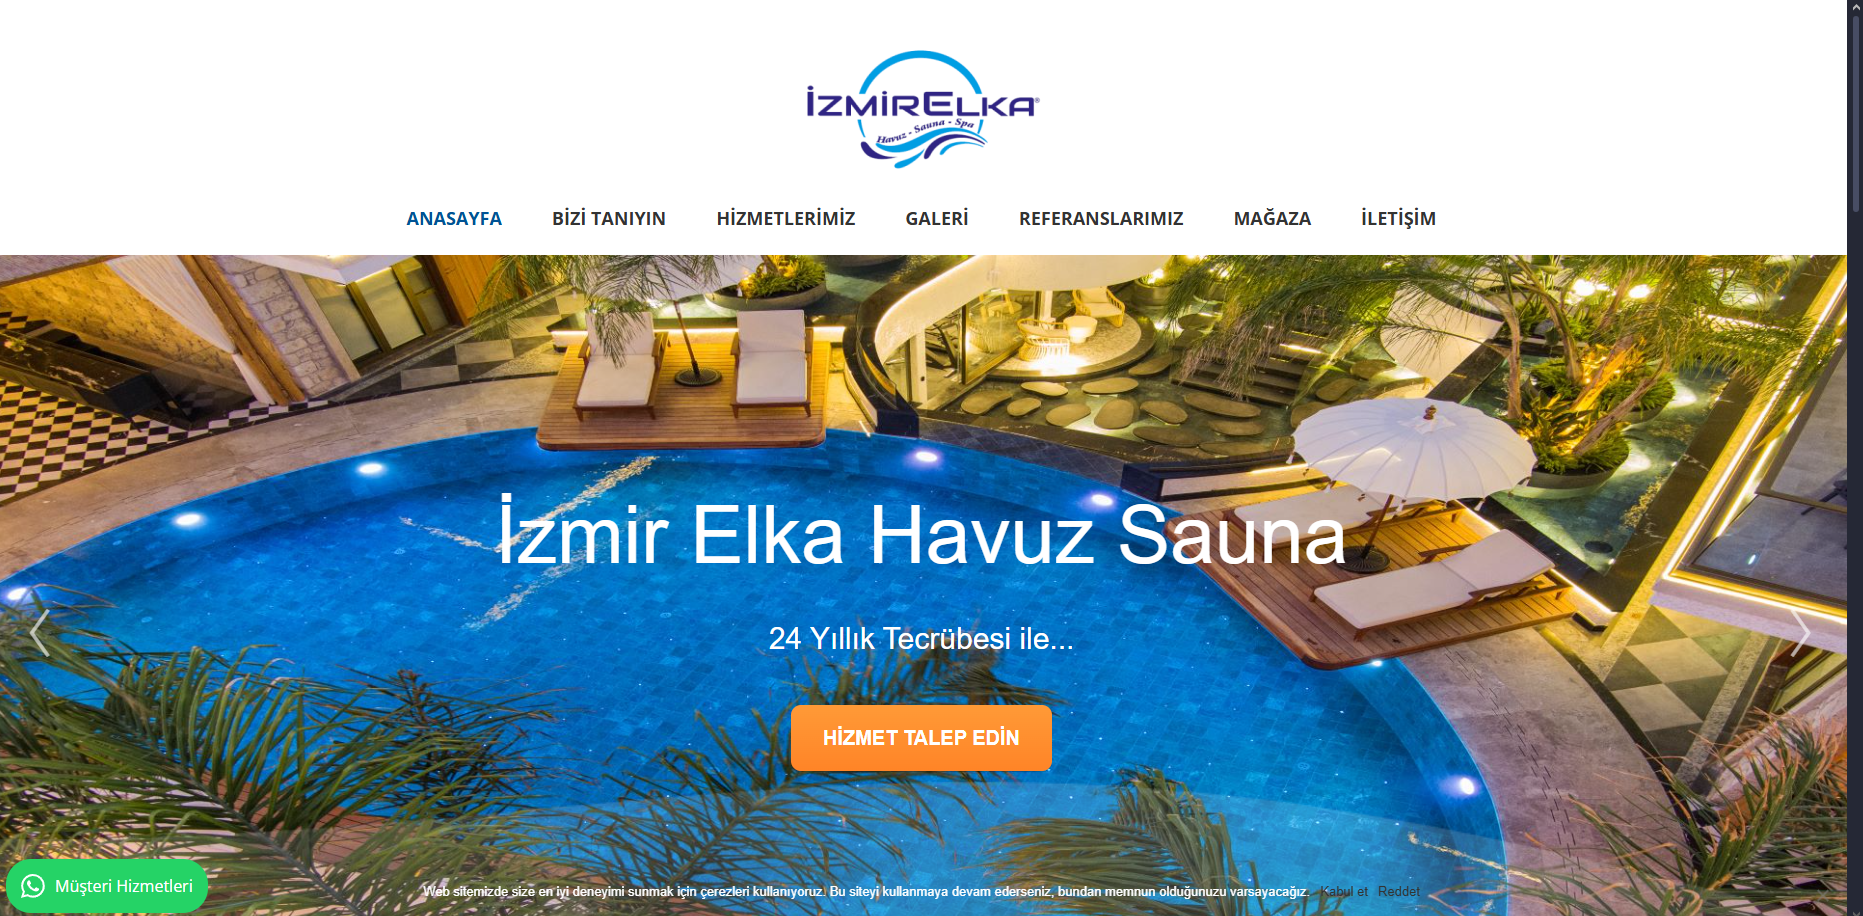 İZMİRELKA®
Havuz - Sauna - Spa
ANASAYFA BİZİ TANIYIN HİZMETLERİMİZ GALERİ REFERANSLARIMIZ MAĞAZA İLETİŞİM
İzmir Elka Havuz Sauna
24 Yıllık Tecrübesi ile...
HİZMET TALEP EDİN
Müşteri Hizmetleri
Web sitemizde size en iyi deneyimi sunmak için çerezleri kullanıyoruz. Bu siteyi kullanmaya devam ederseniz, bundan memnun olduğunuzu varsayacağız. Kabul et Reddet